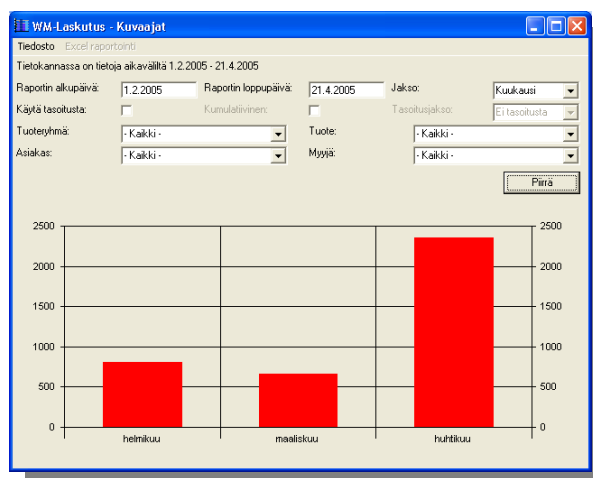 WM-Laskutus - Kuvaajat
Tiedosto Excel raportointi
Tietokannassa on tietoja aikaväliltä 1.2.2005 - 21.4.2005
Raportin alkupäivä: 1.2.2005 Raportin loppupäivä: 21.4.2005 Jakso: Kuukausi
Käytä tasoitusta: Kumulatiivinen: Tasoitusjakso: Ei tasoitusta
Tuoteryhmä: - Kaikki - Tuote: - Kaikki -
Asiakas: - Kaikki - Myyjä: - Kaikki -
Piirrä
2500 2500
2000 2000
1500 1500
1000 1000
500 500
0 0
helmikuu maaliskuu huhtikuu